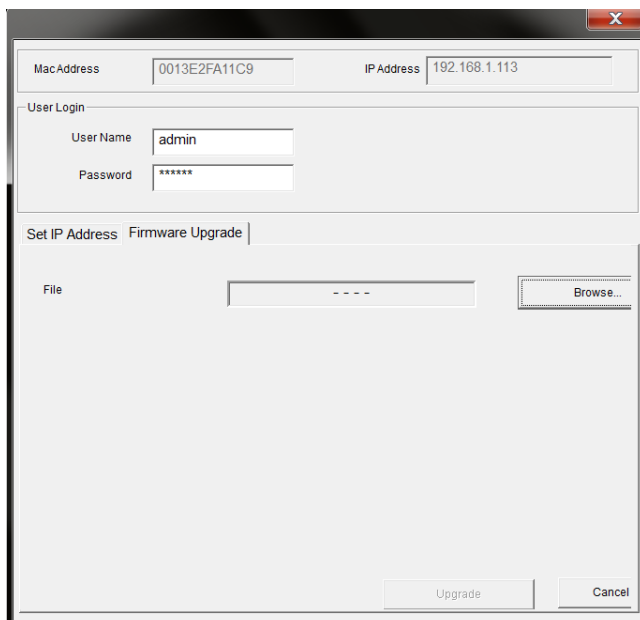 X
Mac Address 0013E2FA11C9 IP Address 192.168.1.113
User Login
User Name admin
Password ******
Set IP Address Firmware Upgrade
File - - - - Browse...
Upgrade Cancel